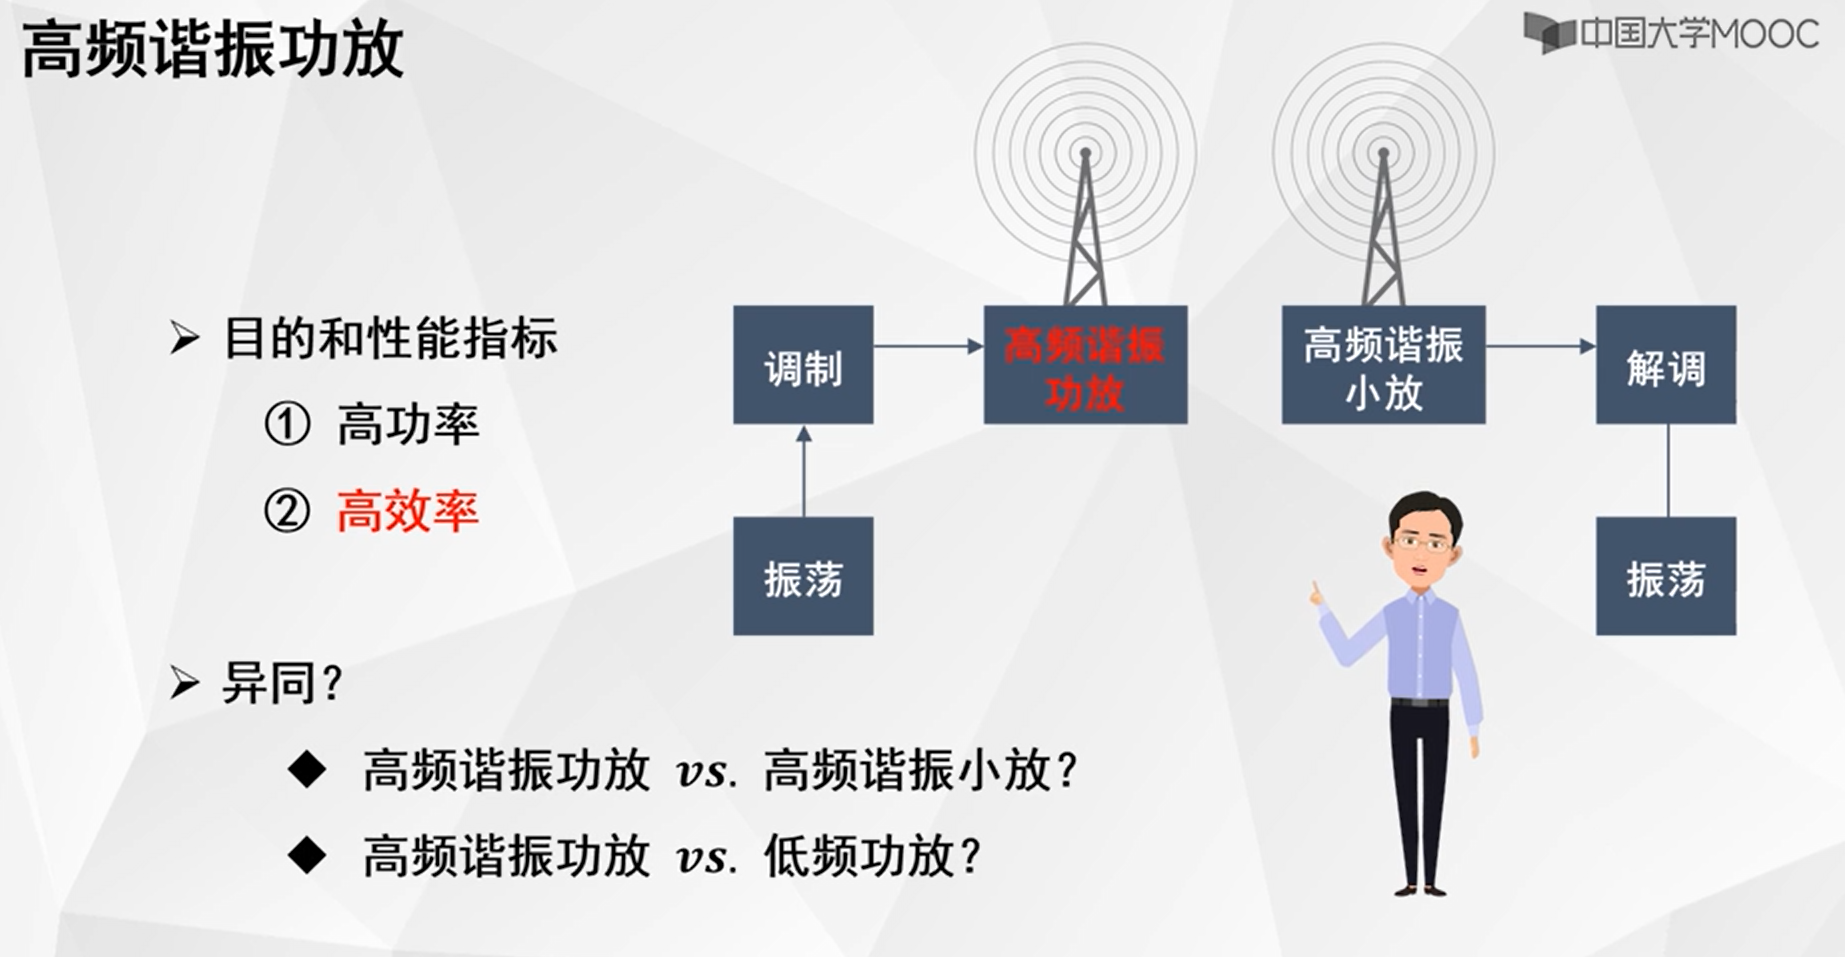 高频谐振功放
中国大学MOOC
➢ 目的和性能指标
① 高功率
② 高效率
调制
高频谐振
功放
高频谐振
小放
解调
振荡
振荡
➢ 异同?
◆ 高频谐振功放 vs. 高频谐振小放?
◆ 高频谐振功放 vs. 低频功放?